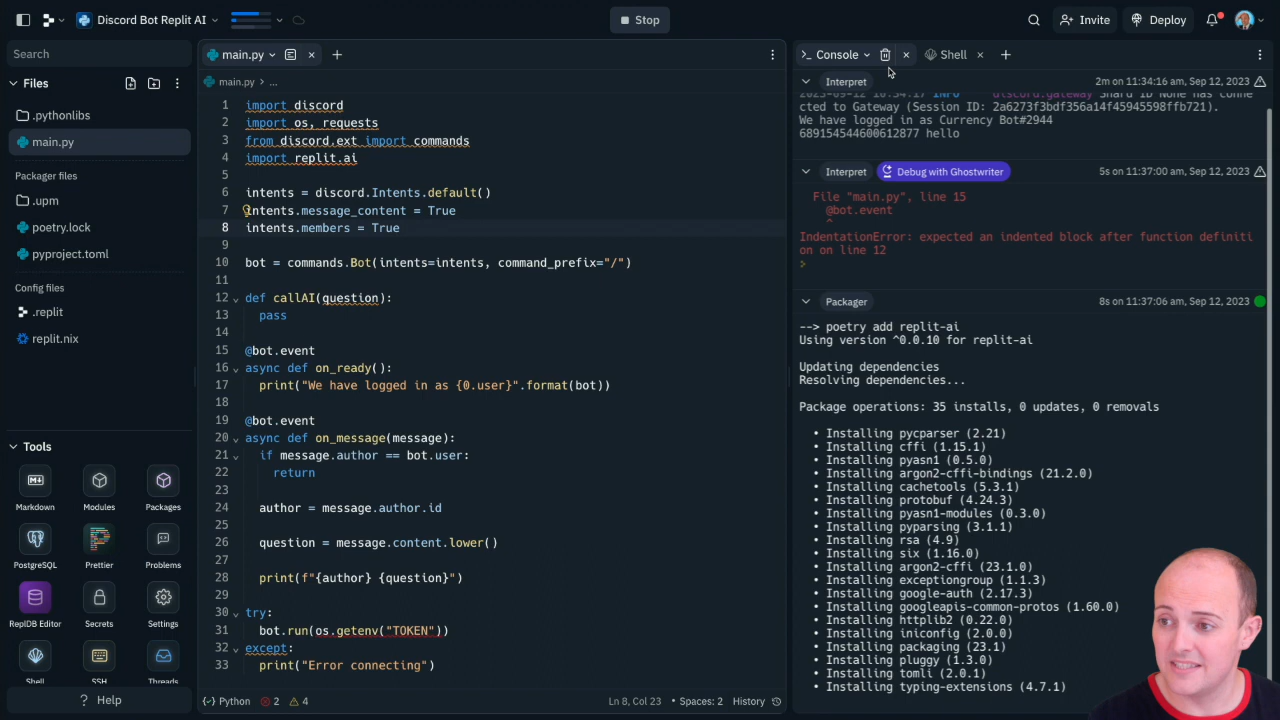 Discord Bot Replit AI
Stop
Invite
Deploy
Search
Files
.pythonlibs
main.py
Packager files
.upm
poetry.lock
pyproject.toml
Config files
.replit
replit.nix
Tools
Markdown
Modules
Packages
PostgreSQL
Prettier
Problems
ReplDB Editor
Secrets
Settings
Shell
SSH
Threads
? Help
main.py
main.py > ...
1 import discord
2 import os, requests
3 from discord.ext import commands
4 import replit.ai
5
6 intents = discord.Intents.default()
7 intents.message_content = True
8 intents.members = True
9
10 bot = commands.Bot(intents=intents, command_prefix="/")
11
12 def callAI(question):
13 pass
14
15 @bot.event
16 async def on_ready():
17 print("We have logged in as {0.user}".format(bot))
18
19 @bot.event
20 async def on_message(message):
21 if message.author == bot.user:
22 return
23
24 author = message.author.id
25
26 question = message.content.lower()
27
28 print(f"{author} {question}")
29
30 try:
31 bot.run(os.getenv("TOKEN"))
32 except:
33 print("Error connecting")
Python 2 4
Ln 8, Col 23 • Spaces: 2 History
Console
Shell
Interpret
2m on 11:34:16 am, Sep 12, 2023
2023-09-12 10:34:17 INFO discord.gateway Shard ID None has conne
cted to Gateway (Session ID: 2a6273f3bdf356a14f45945598ffb721).
We have logged in as Currency Bot#2944
689154544600612877 hello
Interpret
Debug with Ghostwriter
5s on 11:37:00 am, Sep 12, 2023
File "main.py", line 15
@bot.event
^
IndentationError: expected an indented block after function definiti
on on line 12
>
Packager
8s on 11:37:06 am, Sep 12, 2023
--> poetry add replit-ai
Using version ^0.0.10 for replit-ai
Updating dependencies
Resolving dependencies...
Package operations: 35 installs, 0 updates, 0 removals
• Installing pycparser (2.21)
• Installing cffi (1.15.1)
• Installing pyasn1 (0.5.0)
• Installing argon2-cffi-bindings (21.2.0)
• Installing cachetools (5.3.1)
• Installing protobuf (4.24.3)
• Installing pyasn1-modules (0.3.0)
• Installing pyparsing (3.1.1)
• Installing rsa (4.9)
• Installing six (1.16.0)
• Installing argon2-cffi (23.1.0)
• Installing exceptiongroup (1.1.3)
• Installing google-auth (2.17.3)
• Installing googleapis-common-protos (1.60.0)
• Installing httplib2 (0.22.0)
• Installing iniconfig (2.0.0)
• Installing packaging (23.1)
• Installing pluggy (1.3.0)
• Installing tomli (2.0.1)
• Installing typing-extensions (4.7.1)